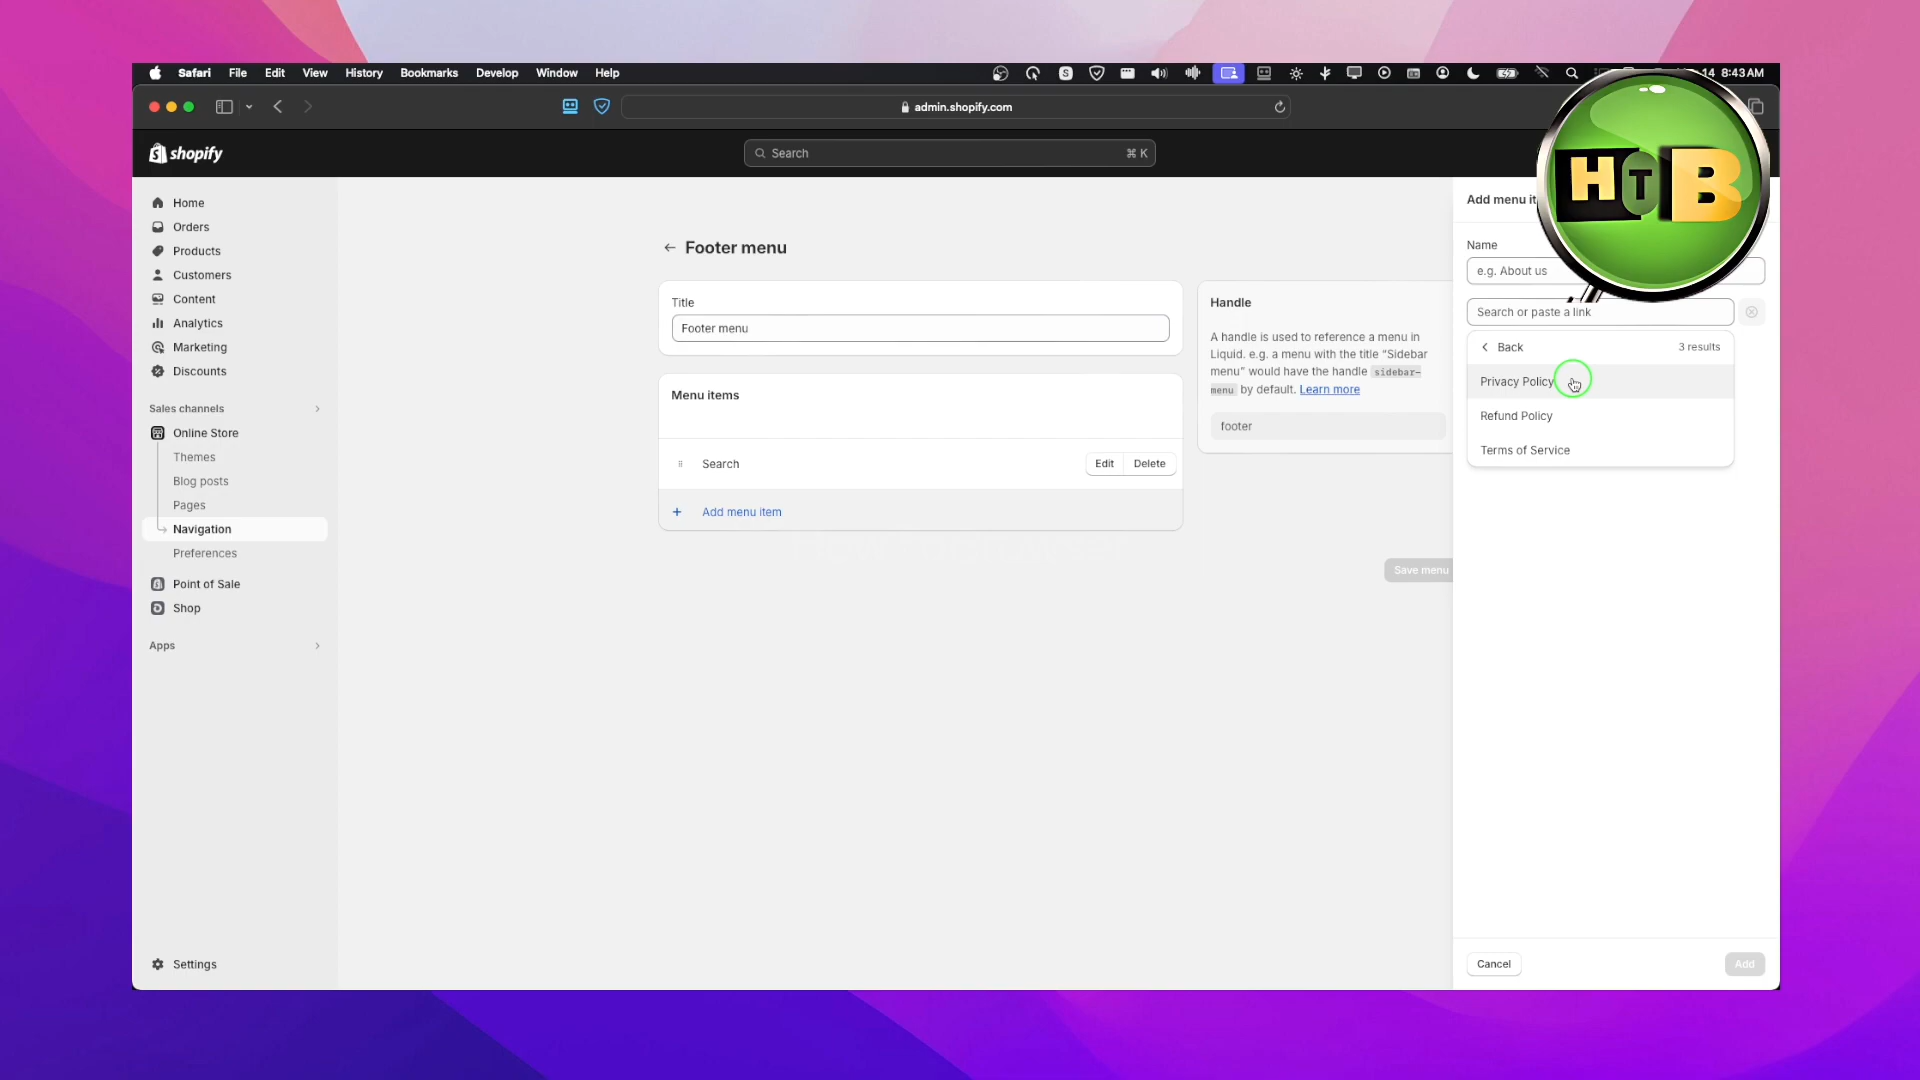 Safari File Edit View History Bookmarks Develop Window Help
14 8:43 AM
admin.shopify.com
shopify
Search
⌘ K
HTB
Home
Orders
Products
Customers
Content
Analytics
Marketing
Discounts
Sales channels
Online Store
Themes
Blog posts
Pages
Navigation
Preferences
Point of Sale
Shop
Apps
Settings
Footer menu
Title
Footer menu
Menu items
Search
Edit Delete
Add menu item
Handle
A handle is used to reference a menu in
Liquid. e.g. a menu with the title "Sidebar
menu" would have the handle sidebar-
menu by default. Learn more
footer
Save menu
Add menu it
Name
e.g. About us
Search or paste a link
Back
3 results
Privacy Policy
Refund Policy
Terms of Service
Cancel
Add